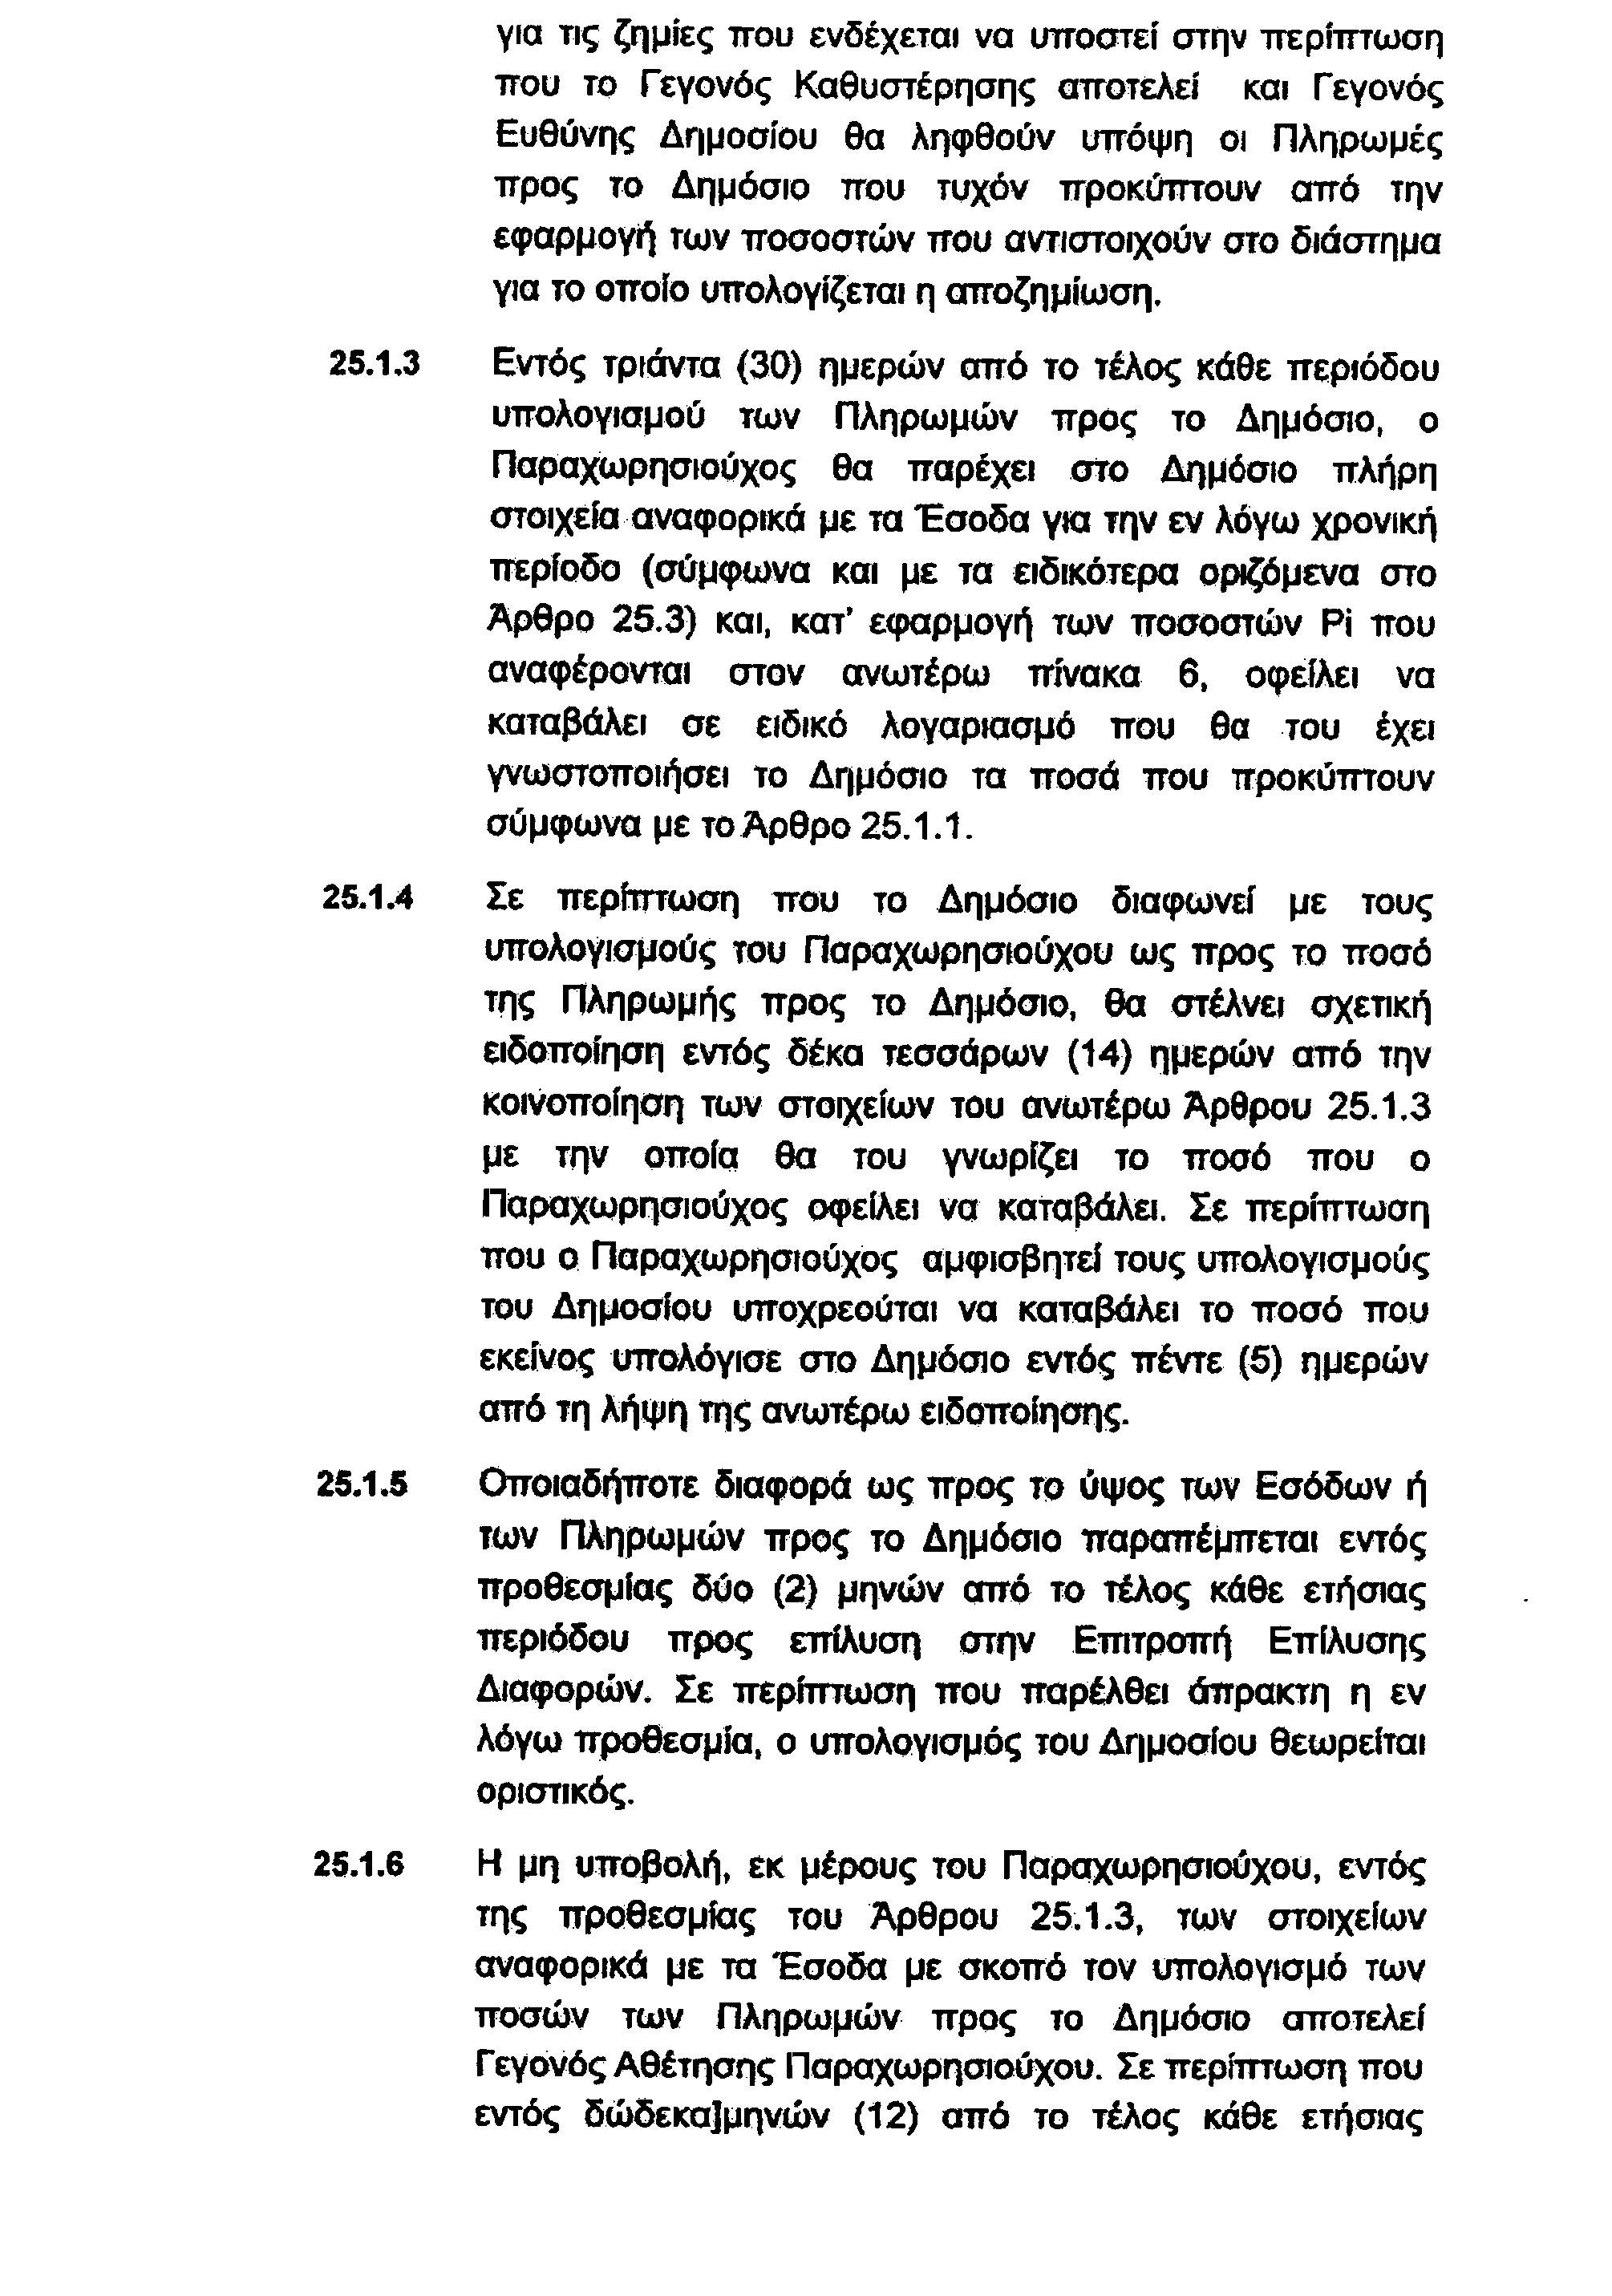 για τις ζημίες που ενδέχεται να υποστεί στην περίπτωση
που το Γεγονός Καθυστέρησης αποτελεί και Γεγονός
Ευθύνης Δημοσίου θα ληφθούν υπόψη οι Πληρωμές
προς το Δημόσιο που τυχόν προκύπτουν από την
εφαρμογή των ποσοστών που αντιστοιχούν στο διάστημα
για το οποίο υπολογίζεται η αποζημίωση.
25.1.3 Εντός τριάντα (30) ημερών από το τέλος κάθε περιόδου
υπολογισμού των Πληρωμών προς το Δημόσιο, ο
Παραχωρησιούχος θα παρέχει στο Δημόσιο πλήρη
στοιχεία αναφορικά με τα Έσοδα για την εν λόγω χρονική
περίοδο (σύμφωνα και με τα ειδικότερα οριζόμενα στο
Άρθρο 25.3) και, κατ' εφαρμογή των ποσοστών Pi που
αναφέρονται στον ανωτέρω πίνακα 6, οφείλει να
καταβάλει σε ειδικό λογαριασμό που θα του έχει
γνωστοποιήσει το Δημόσιο τα ποσά που προκύπτουν
σύμφωνα με το Άρθρο 25.1.1.
25.1.4 Σε περίπτωση που το Δημόσιο διαφωνεί με τους
υπολογισμούς του Παραχωρησιούχου ως προς το ποσό
της Πληρωμής προς το Δημόσιο, θα στέλνει σχετική
ειδοποίηση εντός δέκα τεσσάρων (14) ημερών από την
κοινοποίηση των στοιχείων του ανωτέρω Άρθρου 25.1.3
με την οποία θα του γνωρίζει το ποσό που ο
Παραχωρησιούχος οφείλει να καταβάλει. Σε περίπτωση
που ο Παραχωρησιούχος αμφισβητεί τους υπολογισμούς
του Δημοσίου υποχρεούται να καταβάλει το ποσό που
εκείνος υπολόγισε στο Δημόσιο εντός πέντε (5) ημερών
από τη λήψη της ανωτέρω ειδοποίησης.
25.1.5 Οποιαδήποτε διαφορά ως προς το ύψος των Εσόδων ή
των Πληρωμών προς το Δημόσιο παραπέμπεται εντός
προθεσμίας δύο (2) μηνών από το τέλος κάθε ετήσιας
περιόδου προς επίλυση στην Επιτροπή Επίλυσης
Διαφορών. Σε περίπτωση που παρέλθει άπρακτη η εν
λόγω προθεσμία, ο υπολογισμός του Δημοσίου θεωρείται
οριστικός.
25.1.6 Η μη υποβολή, εκ μέρους του Παραχωρησιούχου, εντός
της προθεσμίας του Άρθρου 25.1.3, των στοιχείων
αναφορικά με τα Έσοδα με σκοπό τον υπολογισμό των
ποσών των Πληρωμών προς το Δημόσιο αποτελεί
Γεγονός Αθέτησης Παραχωρησιούχου. Σε περίπτωση που
εντός δώδεκα]μηνών (12) από το τέλος κάθε ετήσιας